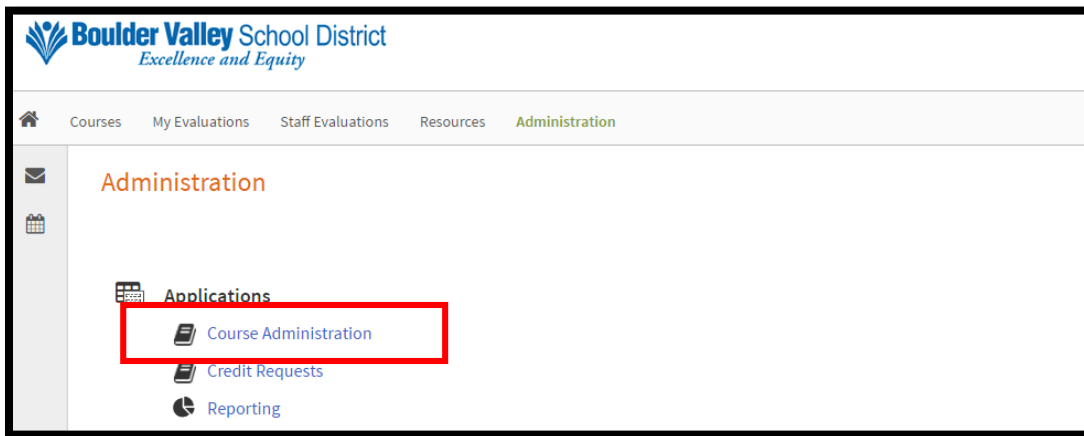 Boulder Valley School District
Excellence and Equity
Courses My Evaluations Staff Evaluations Resources Administration
Administration
Applications
Course Administration
Credit Requests
Reporting